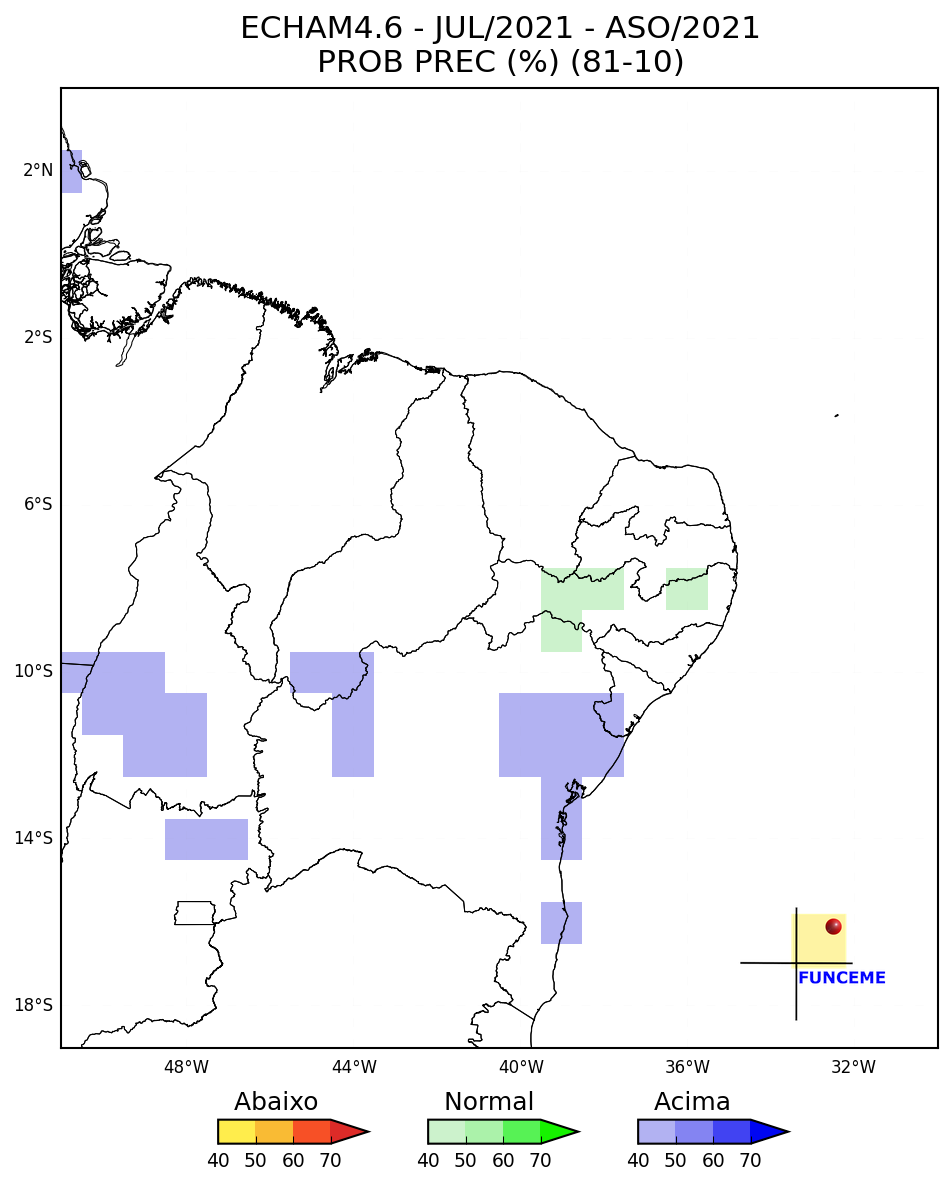 ECHAM4.6 - JUL/2021 - ASO/2021
PROB PREC (%) (81-10)
2°N
2°S
6°S
10°S
14°S
18°S
FUNCEME
48°W 44°W 40°W 36°W 32°W
Abaixo Normal Acima
40 50 60 70 40 50 60 70 40 50 60 70